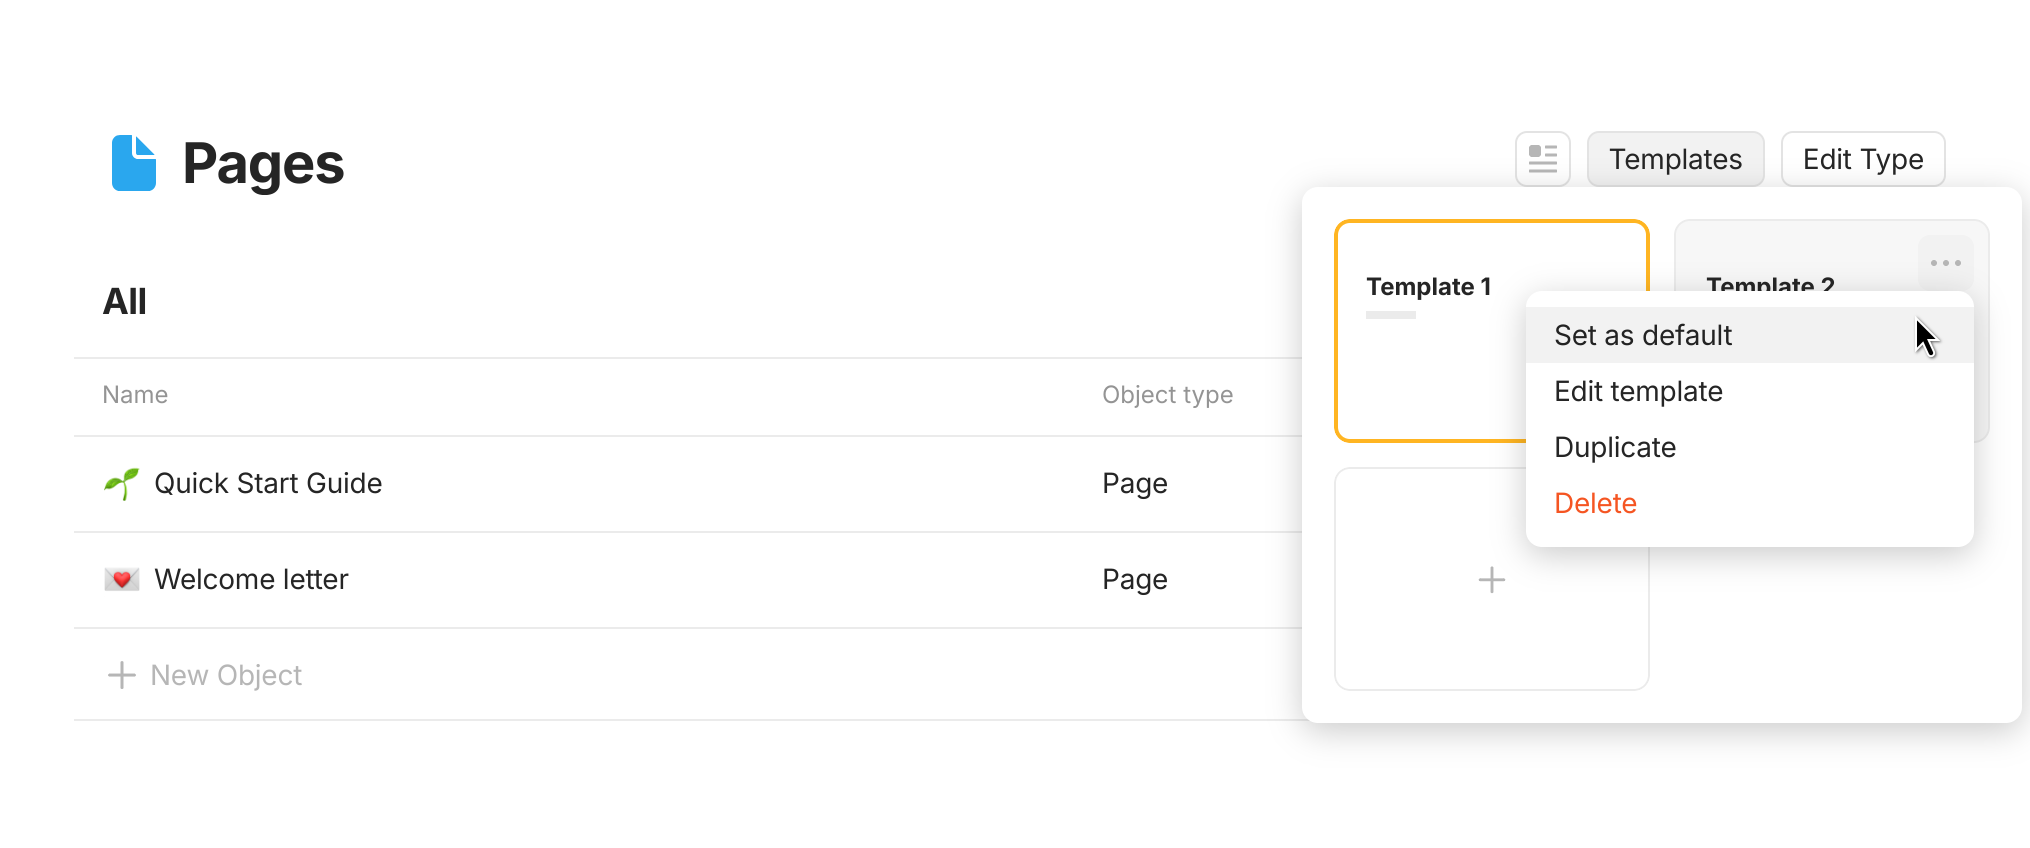 Pages
Templates
Edit Type
All
Name
Object type
Quick Start Guide
Page
Welcome letter
Page
New Object
Template 1
Template 2
Set as default
Edit template
Duplicate
Delete